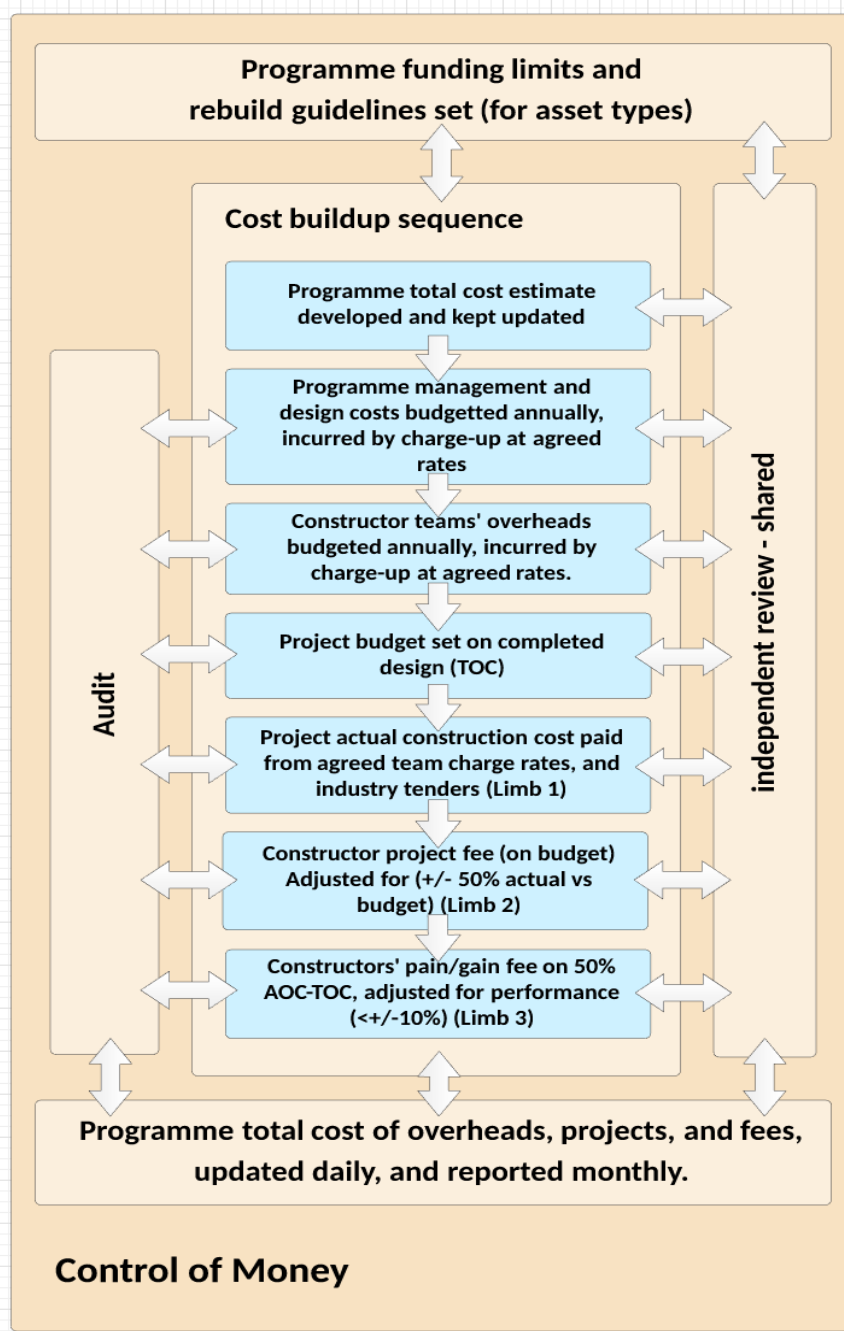 Programme funding limits and
rebuild guidelines set (for asset types)
Cost buildup sequence
Programme total cost estimate
developed and kept updated
Programme management and
design costs budgetted annually,
incurred by charge-up at agreed
rates
Constructor teams' overheads
budgeted annually, incurred by
charge-up at agreed rates.
Project budget set on completed
design (TOC)
Project actual construction cost paid
from agreed team charge rates, and
industry tenders (Limb 1)
Constructor project fee (on budget)
Adjusted for (+/- 50% actual vs
budget) (Limb 2)
Constructors' pain/gain fee on 50%
AOC-TOC, adjusted for performance
(<+/-10%) (Limb 3)
Audit
independent review - shared
Programme total cost of overheads, projects, and fees,
updated daily, and reported monthly.
Control of Money